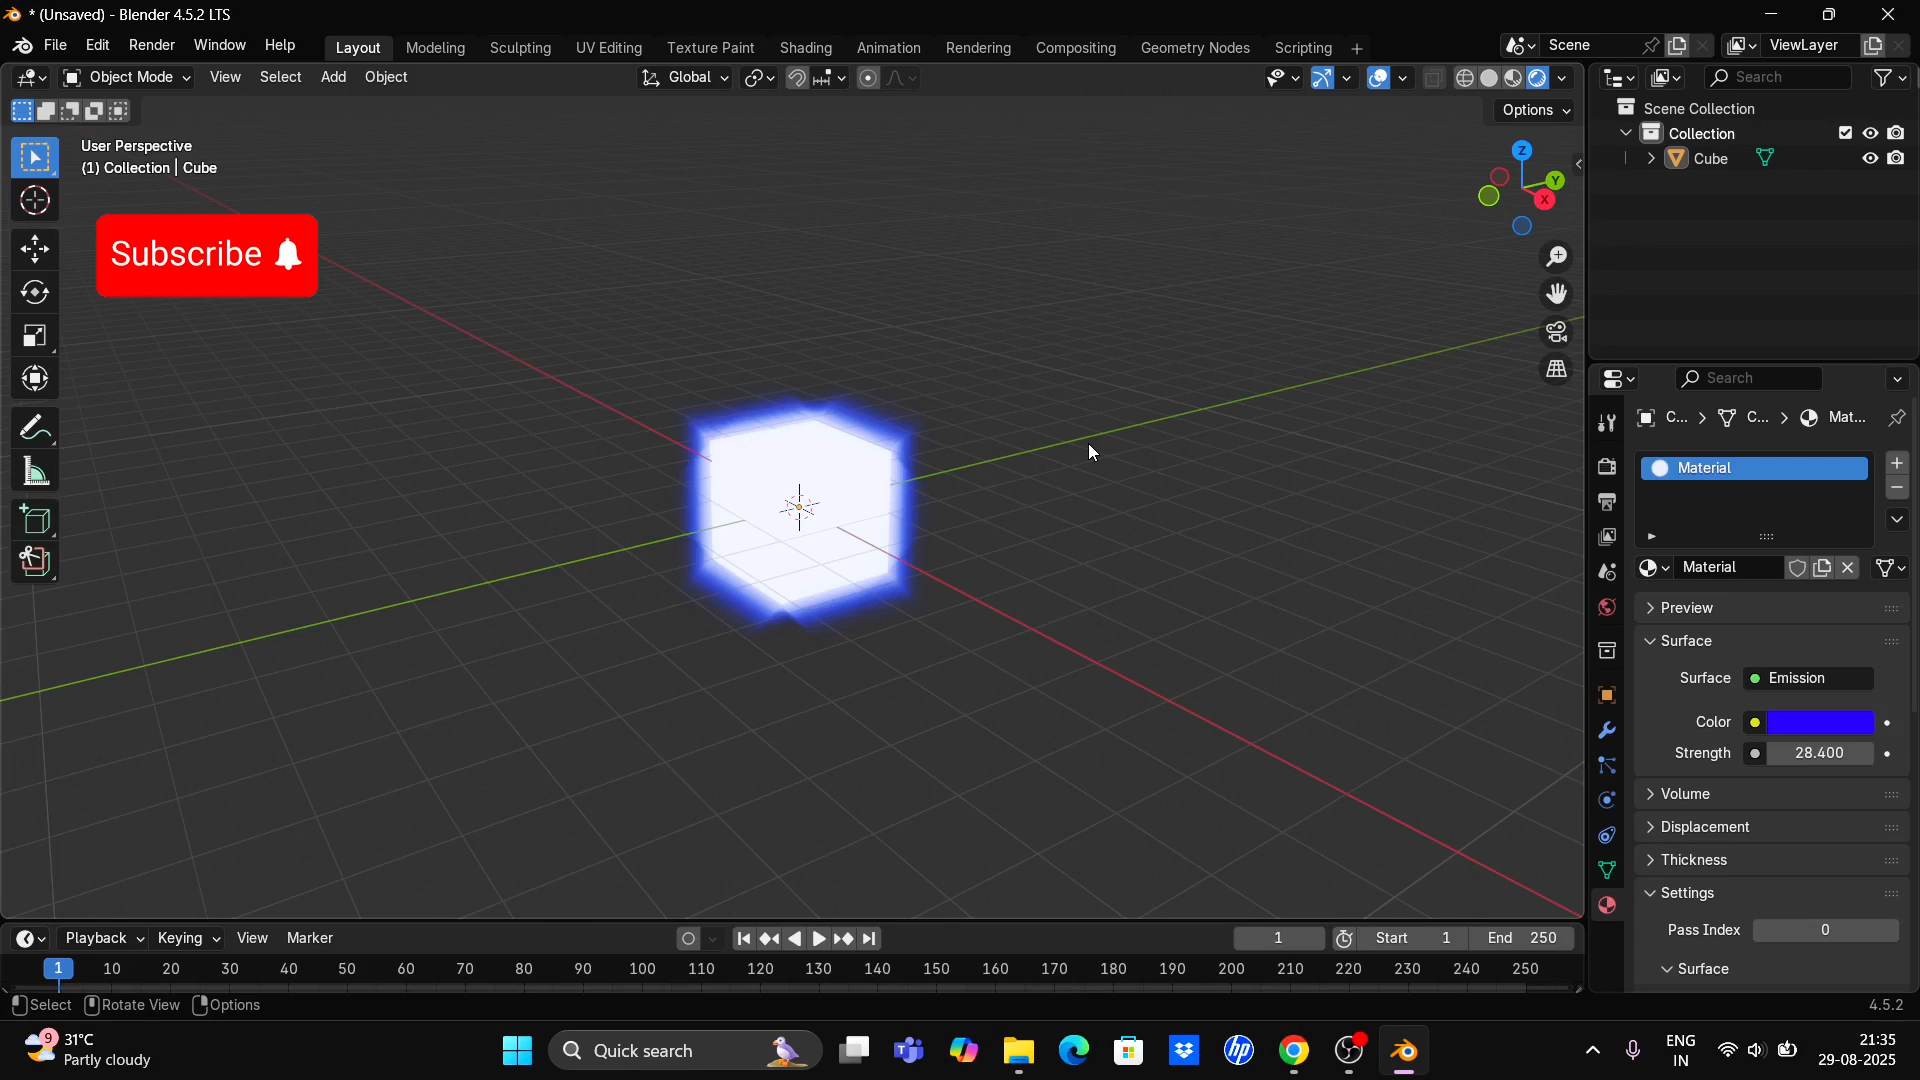 * (Unsaved) - Blender 4.5.2 LTS
File Edit Render Window Help Layout Modeling Sculpting UV Editing Texture Paint Shading Animation Rendering Compositing Geometry Nodes Scripting + Scene ViewLayer
Object Mode View Select Add Object Global Search
Options
User Perspective
(1) Collection | Cube
Z
Y
X
Subscribe
Scene Collection
Collection
Cube
Search
C... > C... > Mat...
Material
Material
Preview
Surface
Surface Emission
Color
Strength 28.400
Volume
Displacement
Thickness
Settings
Pass Index 0
Surface
Playback Keying View Marker 1 Start 1 End 250
1 10 20 30 40 50 60 70 80 90 100 110 120 130 140 150 160 170 180 190 200 210 220 230 240 250
Select Rotate View Options 4.5.2
9
31°C
Partly cloudy
Quick search
hp
ENG
IN
21:35
29-08-2025